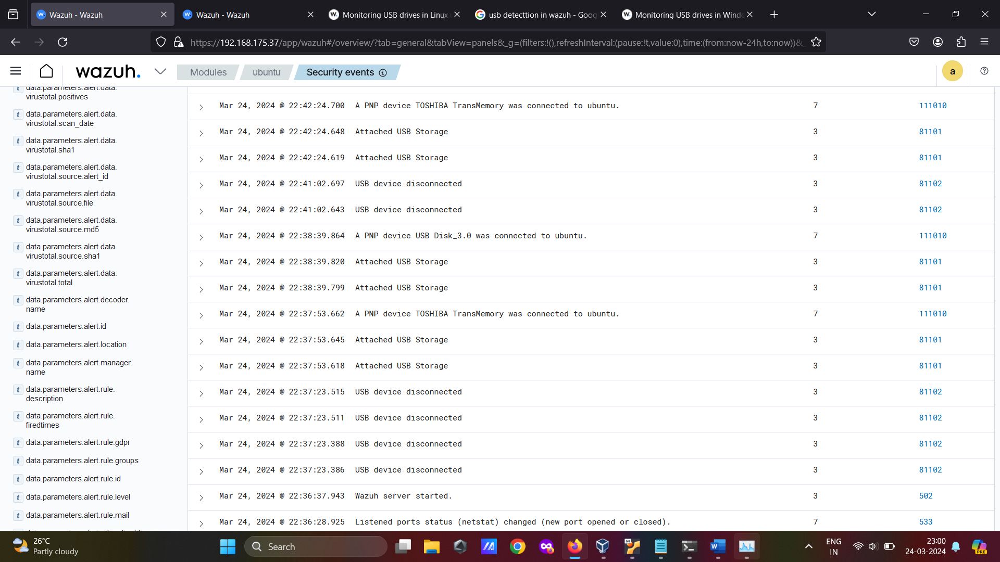 Wazuh - Wazuh
Wazuh - Wazuh
Monitoring USB drives in Linux
usb detecttion in wazuh - Goog
Monitoring USB drives in Windo
https://192.168.175.37/app/wazuh#/overview/?tab=general&tabView=panels&_g=(filters:!(),refreshInterval:(pause:!t,value:0),time:(from:now-24h,to:now))&
wazuh.
Modules
ubuntu
Security events
a
data.parameters.alert.data.
virustotal.positives
data.parameters.alert.data.
virustotal.scan_date
data.parameters.alert.data.
virustotal.sha1
data.parameters.alert.data.
virustotal.source.alert_id
data.parameters.alert.data.
virustotal.source.file
data.parameters.alert.data.
virustotal.source.md5
data.parameters.alert.data.
virustotal.source.sha1
data.parameters.alert.data.
virustotal.total
data.parameters.alert.decoder.
name
data.parameters.alert.id
data.parameters.alert.location
data.parameters.alert.manager.
name
data.parameters.alert.rule.
description
data.parameters.alert.rule.
firedtimes
data.parameters.alert.rule.gdpr
data.parameters.alert.rule.groups
data.parameters.alert.rule.id
data.parameters.alert.rule.level
data.parameters.alert.rule.mail
Mar 24, 2024 @ 22:42:24.700 A PNP device TOSHIBA TransMemory was connected to ubuntu. 7 111010
Mar 24, 2024 @ 22:42:24.648 Attached USB Storage 3 81101
Mar 24, 2024 @ 22:42:24.619 Attached USB Storage 3 81101
Mar 24, 2024 @ 22:41:02.697 USB device disconnected 3 81102
Mar 24, 2024 @ 22:41:02.643 USB device disconnected 3 81102
Mar 24, 2024 @ 22:38:39.864 A PNP device USB Disk_3.0 was connected to ubuntu. 7 111010
Mar 24, 2024 @ 22:38:39.820 Attached USB Storage 3 81101
Mar 24, 2024 @ 22:38:39.799 Attached USB Storage 3 81101
Mar 24, 2024 @ 22:37:53.662 A PNP device TOSHIBA TransMemory was connected to ubuntu. 7 111010
Mar 24, 2024 @ 22:37:53.645 Attached USB Storage 3 81101
Mar 24, 2024 @ 22:37:53.618 Attached USB Storage 3 81101
Mar 24, 2024 @ 22:37:23.515 USB device disconnected 3 81102
Mar 24, 2024 @ 22:37:23.511 USB device disconnected 3 81102
Mar 24, 2024 @ 22:37:23.388 USB device disconnected 3 81102
Mar 24, 2024 @ 22:37:23.386 USB device disconnected 3 81102
Mar 24, 2024 @ 22:36:37.943 Wazuh server started. 3 502
Mar 24, 2024 @ 22:36:28.925 Listened ports status (netstat) changed (new port opened or closed). 7 533
26°C
Partly cloudy
Search
ENG
IN
23:00
24-03-2024
PRE